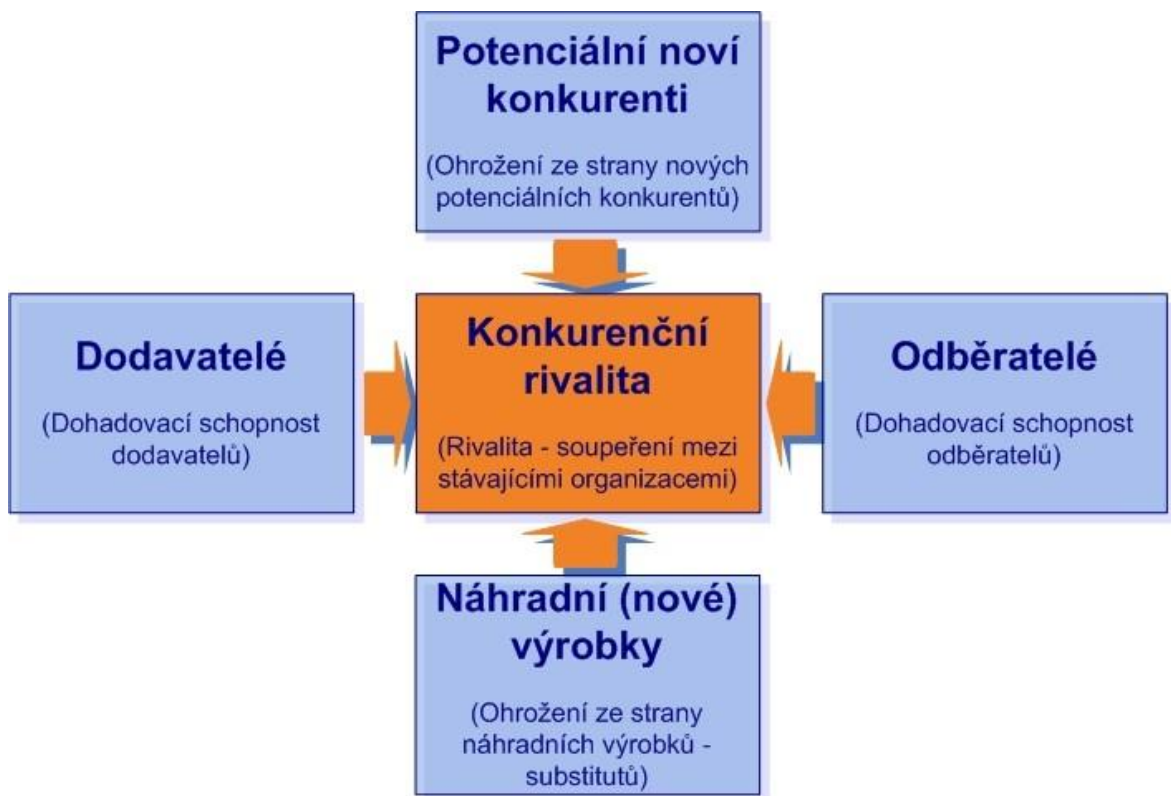 Potenciální noví
konkurenti
(Ohrožení ze strany nových
potenciálních konkurentů)
Dodavatelé
(Dohadovací schopnost
dodavatelů)
Konkurenční
rivalita
(Rivalita - soupeření mezi
stávajícími organizacemi)
Odběratelé
(Dohadovací schopnost
odběratelů)
Náhradní (nové)
výrobky
(Ohrožení ze strany
náhradních výrobků -
substitutů)